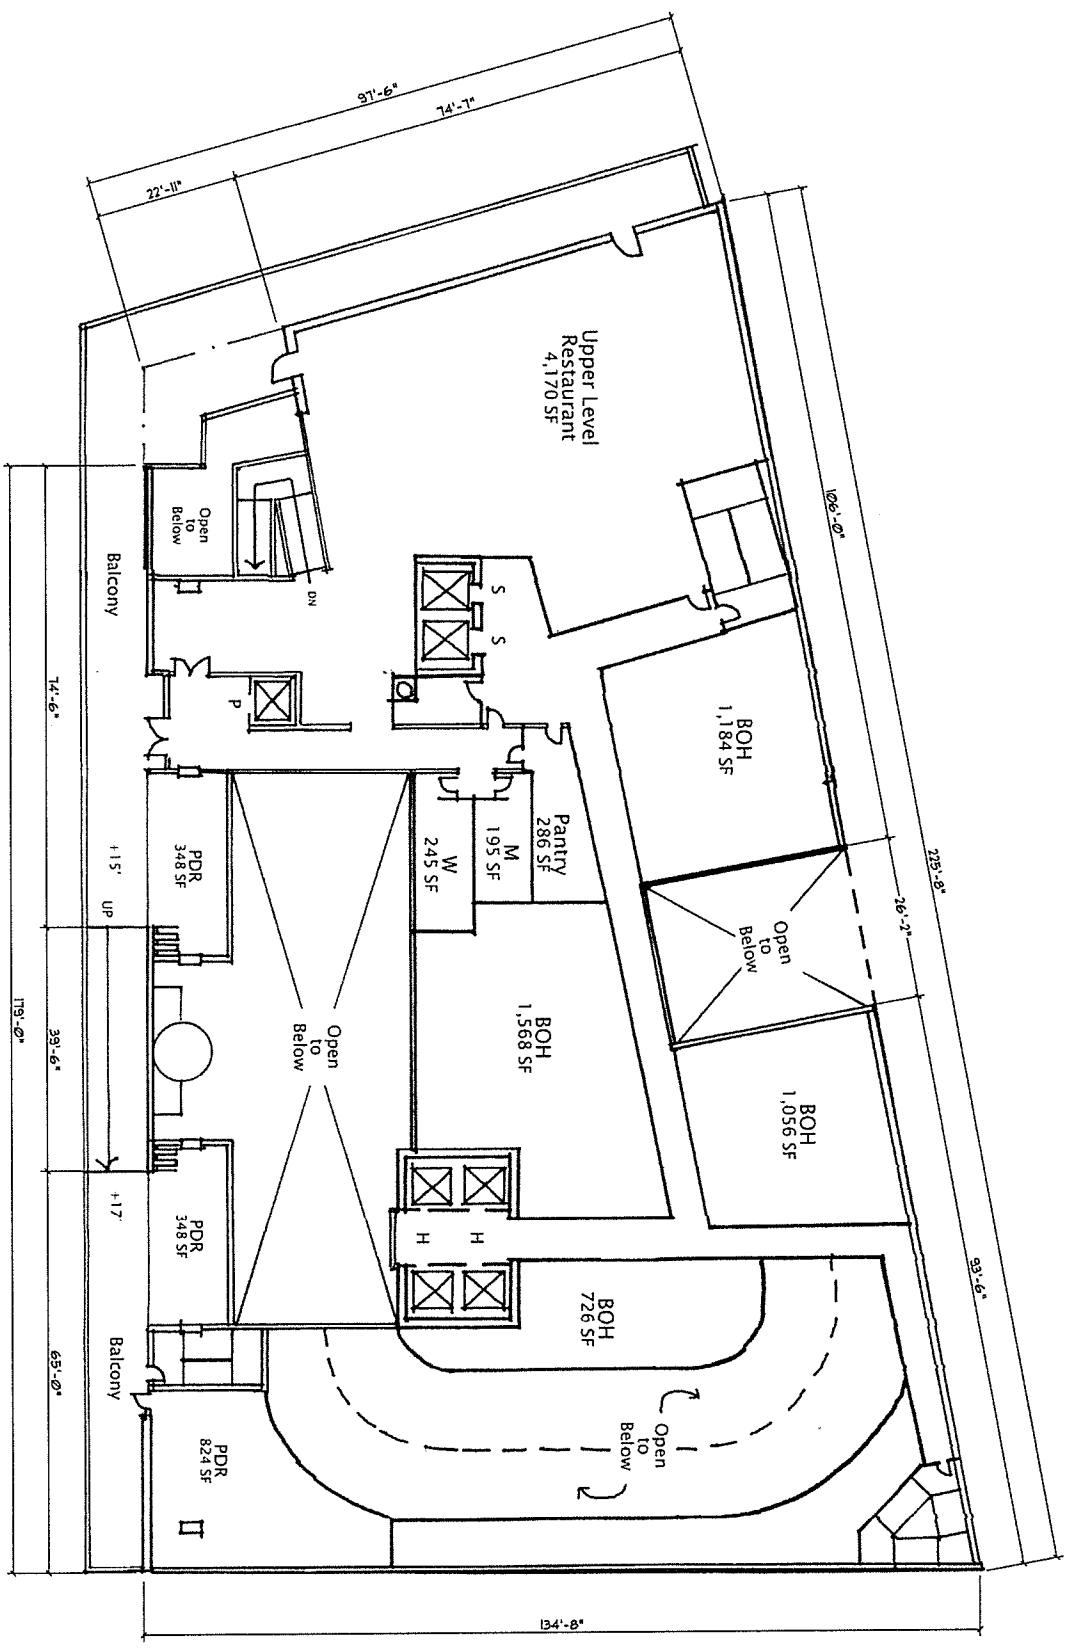 97'-6"
74'-7"
22'-11"
Upper Level
Restaurant
4,170 SF
106'-0"
225'-8"
26'-2"
93'-6"
Open
to
Below
DN
S
S
P
Balcony
74'-6"
179'-0"
39'-6"
65'-0"
BOH
1,184 SF
Pantry
286 SF
M
195 SF
W
245 SF
PDR
348 SF
+15'
UP
Open
to
Below
BOH
1,568 SF
Open
to
Below
BOH
1,056 SF
H
H
+17'
PDR
348 SF
BOH
726 SF
Balcony
Open
to
Below
PDR
824 SF
134'-8"